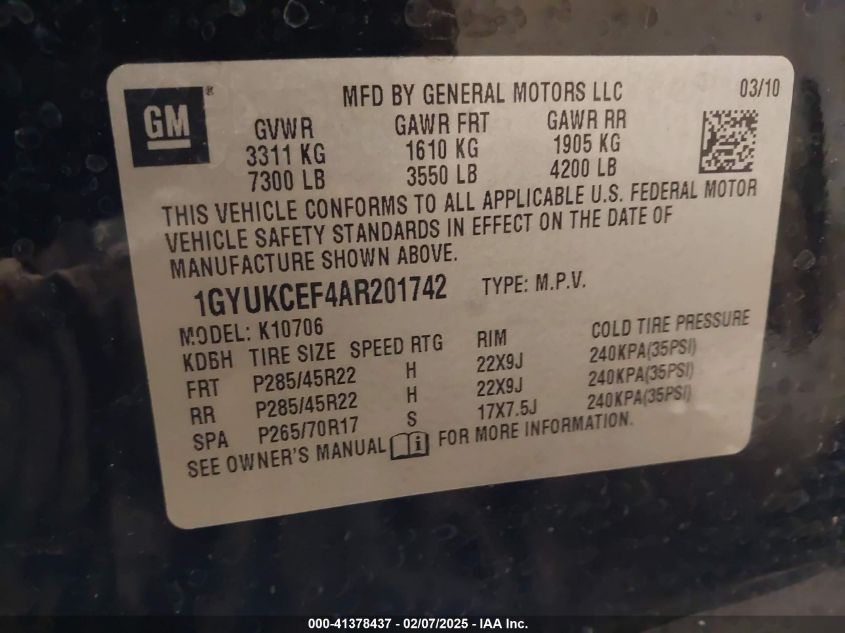 GM ®
MFD BY GENERAL MOTORS LLC 03/10
GVWR GAWR FRT GAWR RR
3311 KG 1610 KG 1905 KG
7300 LB 3550 LB 4200 LB
THIS VEHICLE CONFORMS TO ALL APPLICABLE U.S. FEDERAL MOTOR
VEHICLE SAFETY STANDARDS IN EFFECT ON THE DATE OF
MANUFACTURE SHOWN ABOVE.
1GYUKCEF4AR201742 TYPE: M.P.V.
MODEL: K10706
KDBH TIRE SIZE SPEED RTG RIM COLD TIRE PRESSURE
FRT P285/45R22 H 22X9J 240KPA(35PSI)
RR P285/45R22 H 22X9J 240KPA(35PSI)
SPA P265/70R17 S 17X7.5J 240KPA(35PSI)
SEE OWNER'S MANUAL FOR MORE INFORMATION.
000-41378437 - 02/07/2025 - IAA Inc.